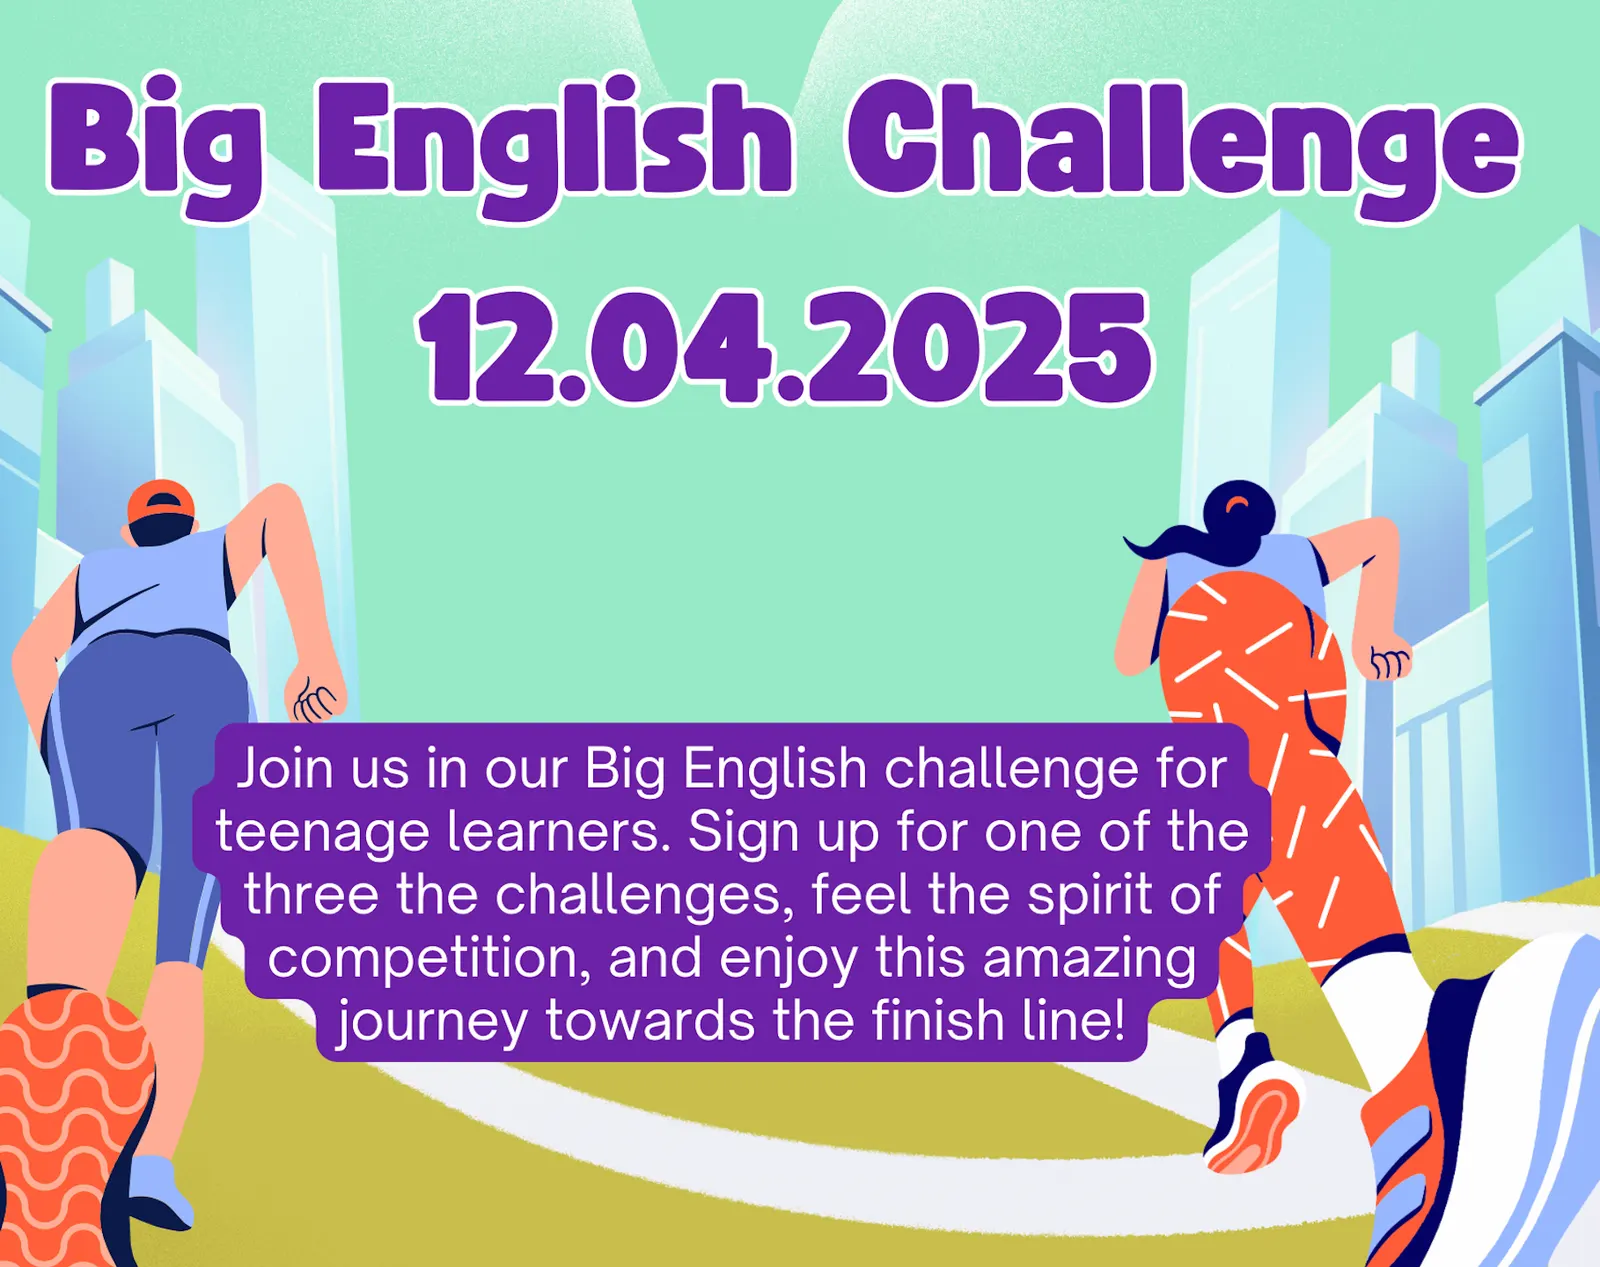 Big English Challenge
12.04.2025
Join us in our Big English challenge for
teenage learners. Sign up for one of the
three the challenges, feel the spirit of
competition, and enjoy this amazing
journey towards the finish line!